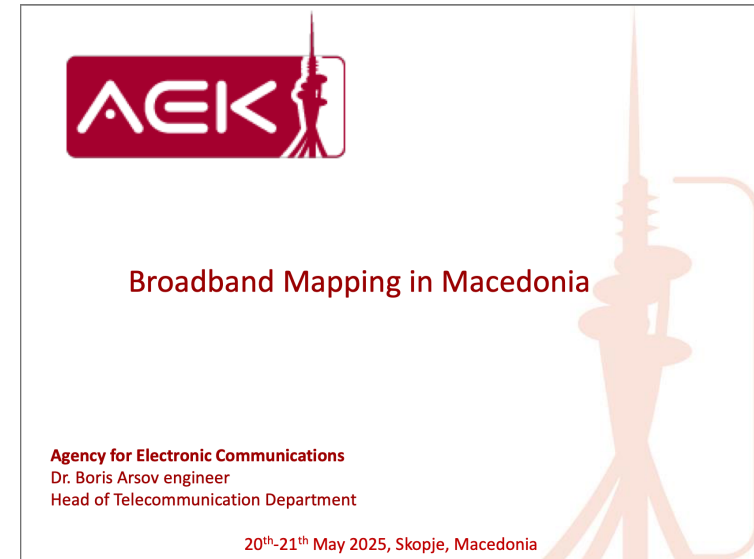 AEK
Broadband Mapping in Macedonia
Agency for Electronic Communications
Dr. Boris Arsov engineer
Head of Telecommunication Department
20th-21th May 2025, Skopje, Macedonia